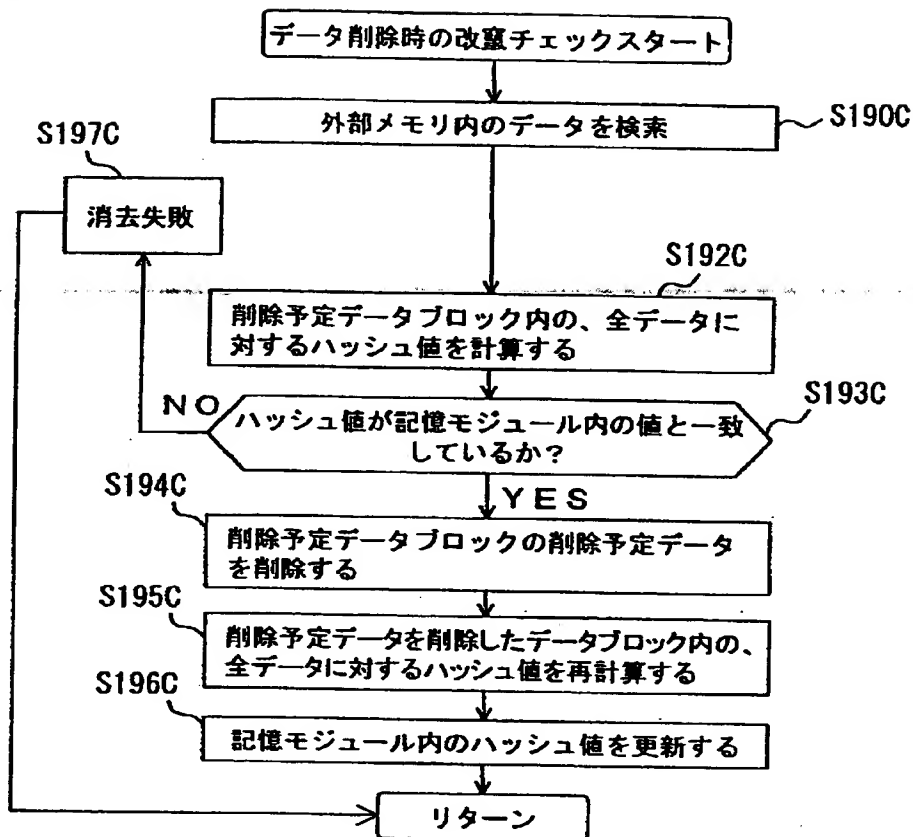 データ削除時の改竄チェックスタート
外部メモリ内のデータを検索
S190C
S197C
消去失敗
S192C
削除予定データブロック内の、全データに
対するハッシュ値を計算する
NO
S193C
ハッシュ値が記憶モジュール内の値と一致
しているか?
YES
S194C
削除予定データブロックの削除予定データ
を削除する
S195C
削除予定データを削除したデータブロック内の、
全データに対するハッシュ値を再計算する
S196C
記憶モジュール内のハッシュ値を更新する
リターン